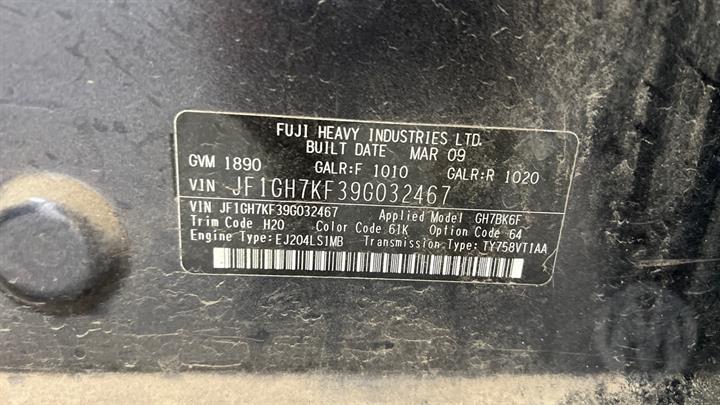 FUJI HEAVY INDUSTRIES LTD.
BUILT DATE MAR 09
GVM 1890 GALR:F 1010 GALR:R 1020
VIN JF1GH7KF39G032467
VIN JF1GH7KF39G032467 Applied Model GH7BK6F
Trim Code H20 Color Code 61K Option Code 64
Engine Type:EJ204LS1MB Transmission Type:TY758VT1AA